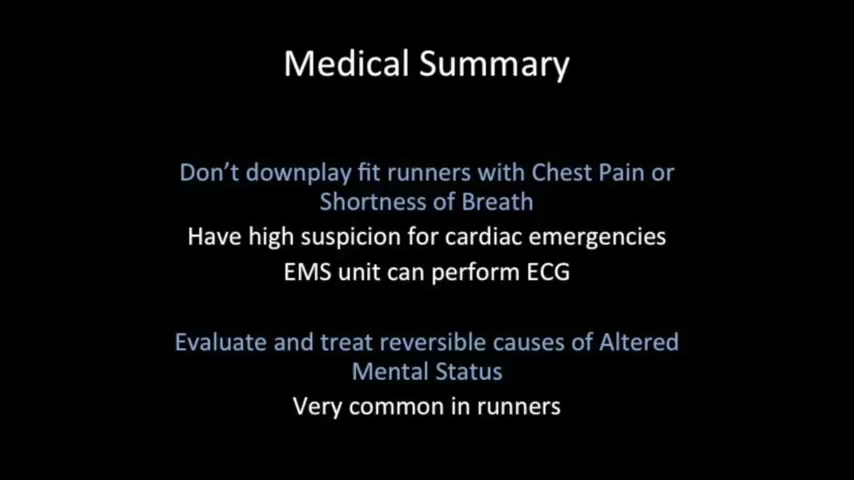 Medical Summary
Don’t downplay fit runners with Chest Pain or
Shortness of Breath
Have high suspicion for cardiac emergencies
EMS unit can perform ECG
Evaluate and treat reversible causes of Altered
Mental Status
Very common in runners